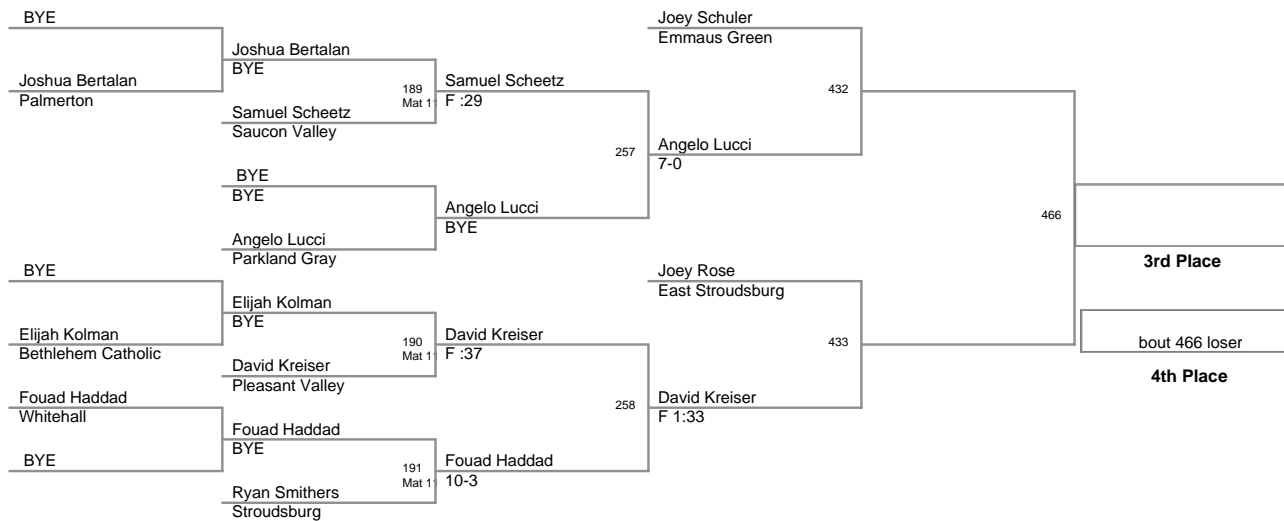 BYE
Joshua Bertalan
Palmerton
Joshua Bertalan
BYE
189
Mat 1
Samuel Scheetz
Saucon Valley
Samuel Scheetz
F :29
BYE
BYE
Angelo Lucci
Parkland Gray
Angelo Lucci
BYE
257
Joey Schuler
Emmaus Green
432
Angelo Lucci
7-0
BYE
Elijah Kolman
Bethlehem Catholic
Elijah Kolman
BYE
190
Mat 1
David Kreiser
Pleasant Valley
David Kreiser
F :37
Fouad Haddad
Whitehall
BYE
Fouad Haddad
BYE
191
Mat 1
Ryan Smithers
Stroudsburg
Fouad Haddad
10-3
258
Joey Rose
East Stroudsburg
433
David Kreiser
F 1:33
466
3rd Place
bout 466 loser
4th Place